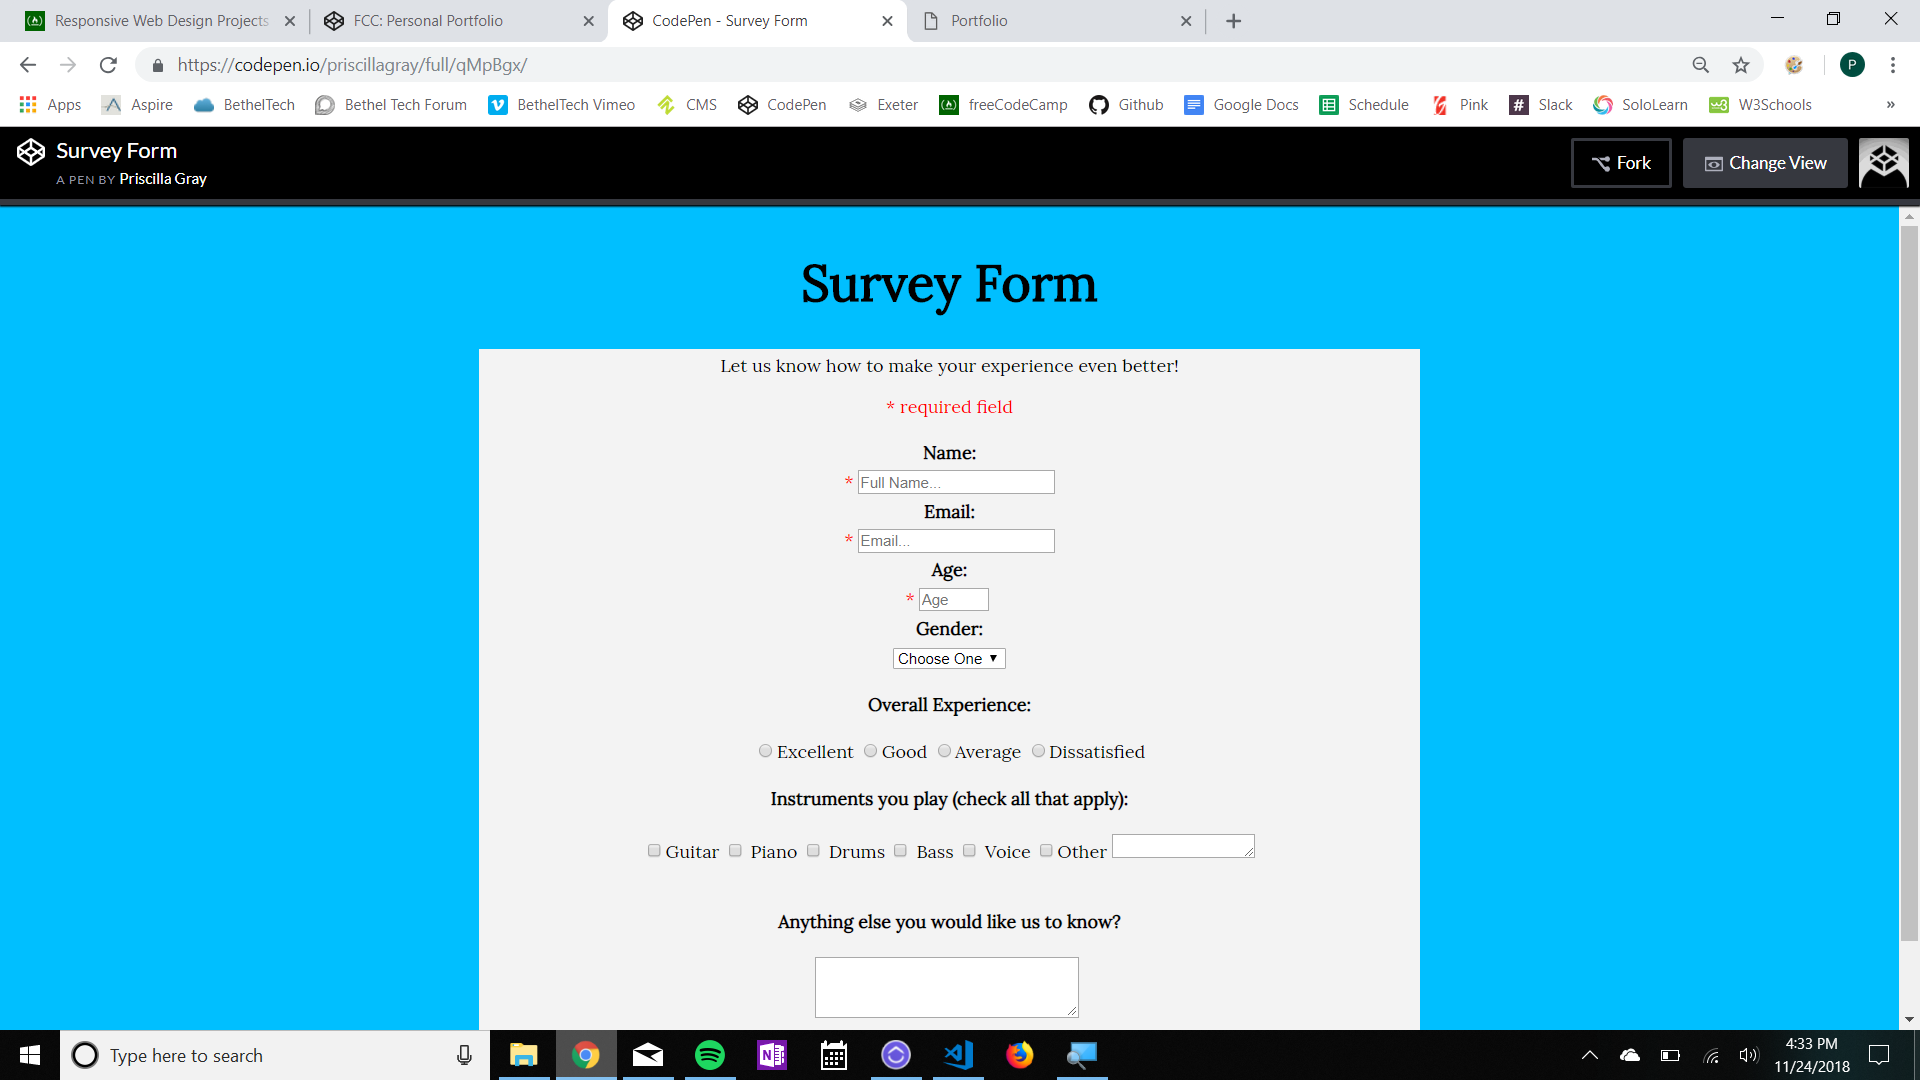 Responsive Web Design Projects
FCC: Personal Portfolio
CodePen - Survey Form
Portfolio
https://codepen.io/priscillagray/full/qMpBgx/
P
Apps Aspire BethelTech Bethel Tech Forum BethelTech Vimeo CMS CodePen Exeter freeCodeCamp Github Google Docs Schedule Pink # Slack SoloLearn W3Schools »
Survey Form
A PEN BY Priscilla Gray
Fork
Change View
Survey Form
Let us know how to make your experience even better!
* required field
Name:
* Full Name...
Email:
* Email...
Age:
* Age
Gender:
Choose One ▼
Overall Experience:
Excellent Good Average Dissatisfied
Instruments you play (check all that apply):
Guitar Piano Drums Bass Voice Other
Anything else you would like us to know?
Type here to search
4:33 PM
11/24/2018